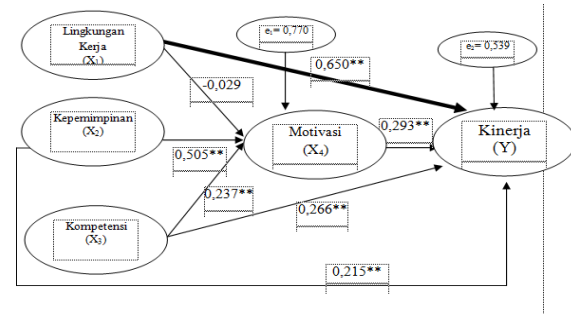 Lingkungan
Kerja
(X1)
e1= 0,770
e2= 0,539
0,650**
-0,029
Kepemimpinan
(X2)
Motivasi
(X4)
0,293**
Kinerja
(Y)
0,505**
0,237**
0,266**
Kompetensi
(X3)
0,215**